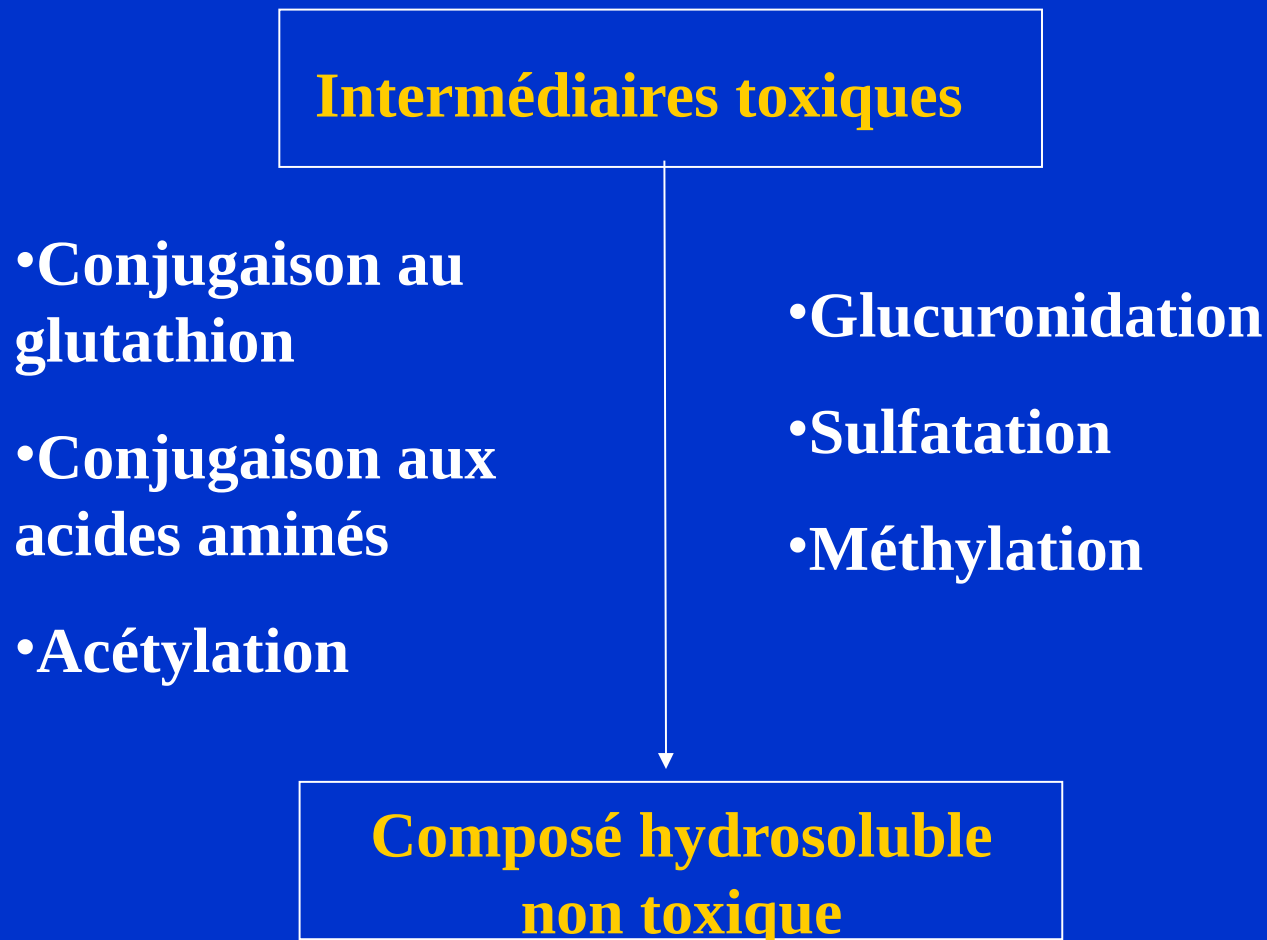 Intermédiaires toxiques
•Conjugaison au
glutathion
•Conjugaison aux
acides aminés
•Acétylation
•Glucuronidation
•Sulfatation
•Méthylation
Composé hydrosoluble
non toxique